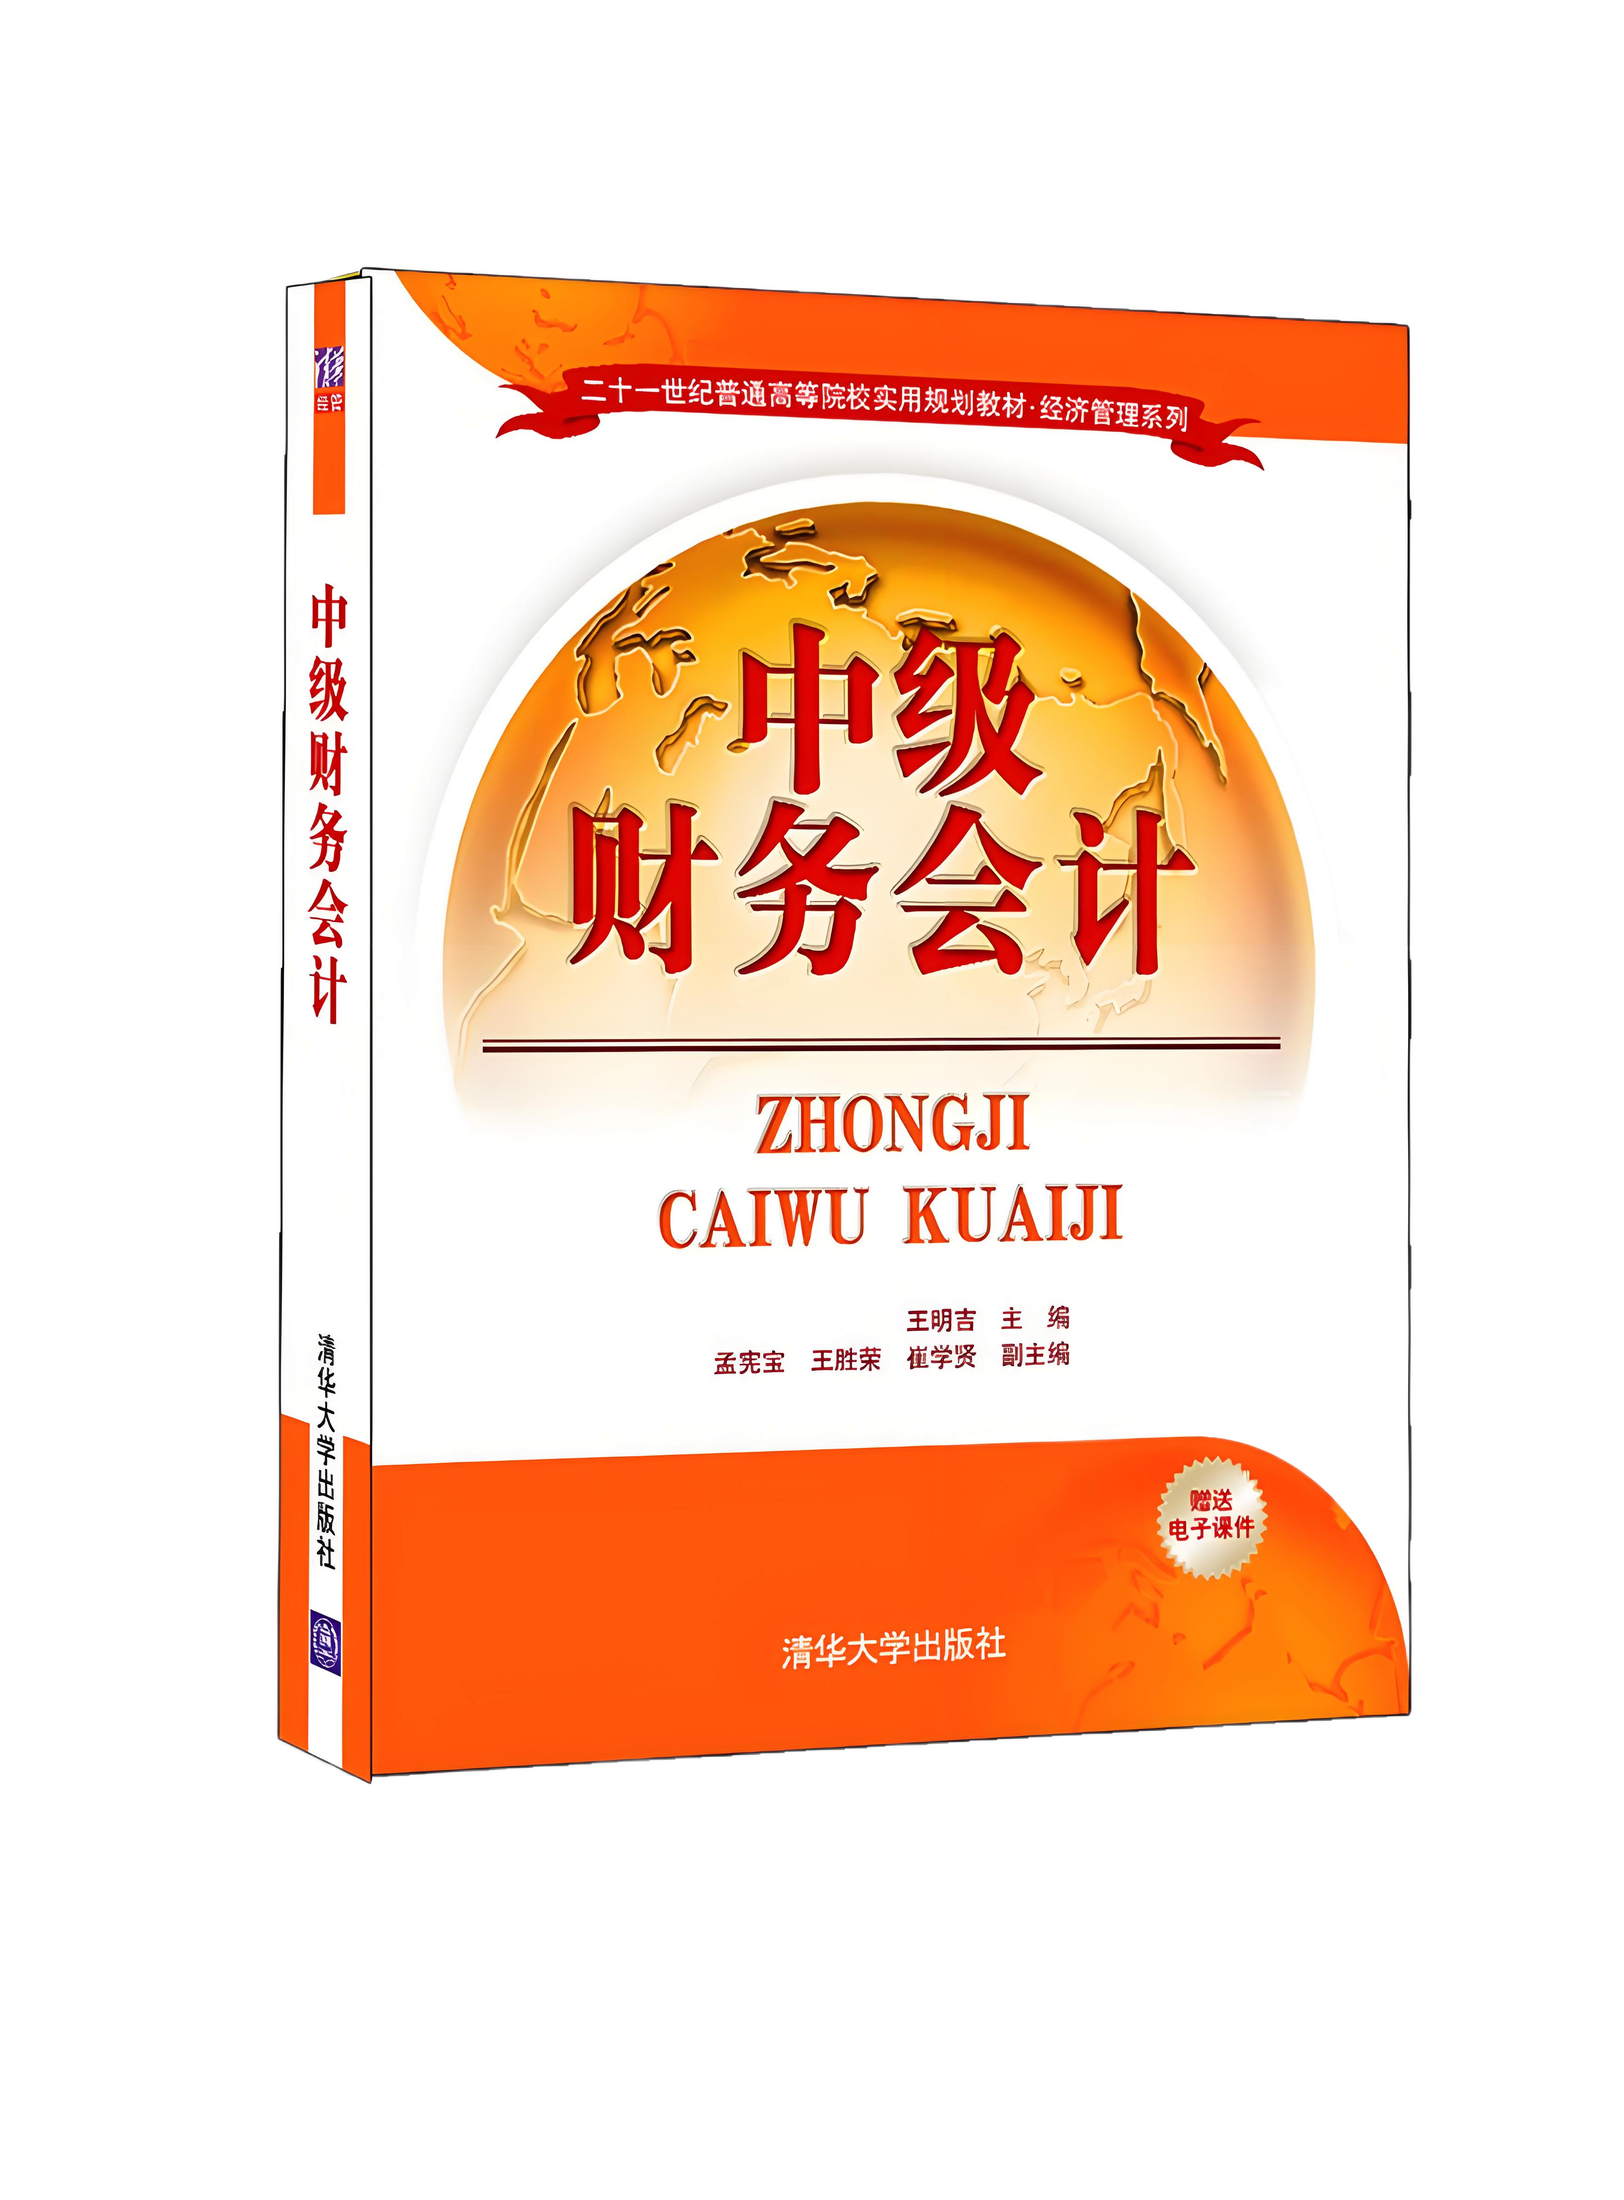 二十一世纪普通高等院校实用规划教材·经济管理系列
中级
财务会计
ZHONGJI
CAIWU KUAIJI
王明吉 主 编
孟宪宝 王胜荣 崔学贤 副主编
赠送
电子课件
清华大学出版社
中级财务会计
清华大学出版社